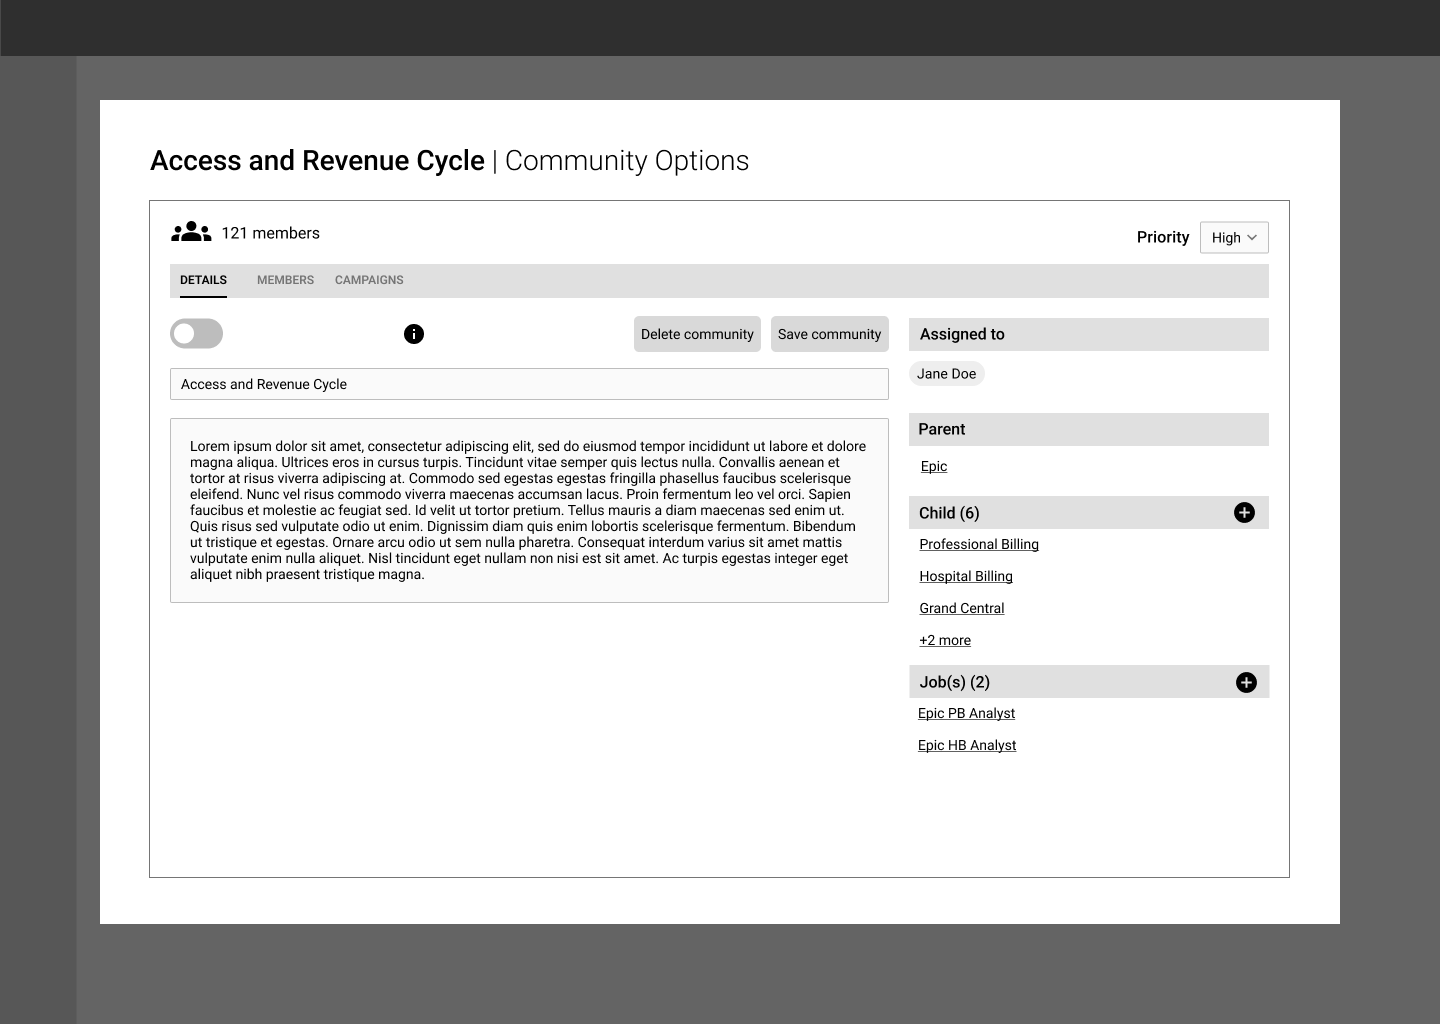 Access and Revenue Cycle | Community Options
121 members
Priority
High
DETAILS
MEMBERS
CAMPAIGNS
Delete community
Save community
Access and Revenue Cycle
Lorem ipsum dolor sit amet, consectetur adipiscing elit, sed do eiusmod tempor incididunt ut labore et dolore
magna aliqua. Ultrices eros in cursus turpis. Tincidunt vitae semper quis lectus nulla. Convallis aenean et
tortor at risus viverra adipiscing at. Commodo sed egestas egestas fringilla phasellus faucibus scelerisque
eleifend. Nunc vel risus commodo viverra maecenas accumsan lacus. Proin fermentum leo vel orci. Sapien
faucibus et molestie ac feugiat sed. Id velit ut tortor pretium. Tellus mauris a diam maecenas sed enim ut.
Quis risus sed vulputate odio ut enim. Dignissim diam quis enim lobortis scelerisque fermentum. Bibendum
ut tristique et egestas. Ornare arcu odio ut sem nulla pharetra. Consequat interdum varius sit amet mattis
vulputate enim nulla aliquet. Nisl tincidunt eget nullam non nisi est sit amet. Ac turpis egestas integer eget
aliquet nibh praesent tristique magna.
Assigned to
Jane Doe
Parent
Epic
Child (6)
Professional Billing
Hospital Billing
Grand Central
+2 more
Job(s) (2)
Epic PB Analyst
Epic HB Analyst